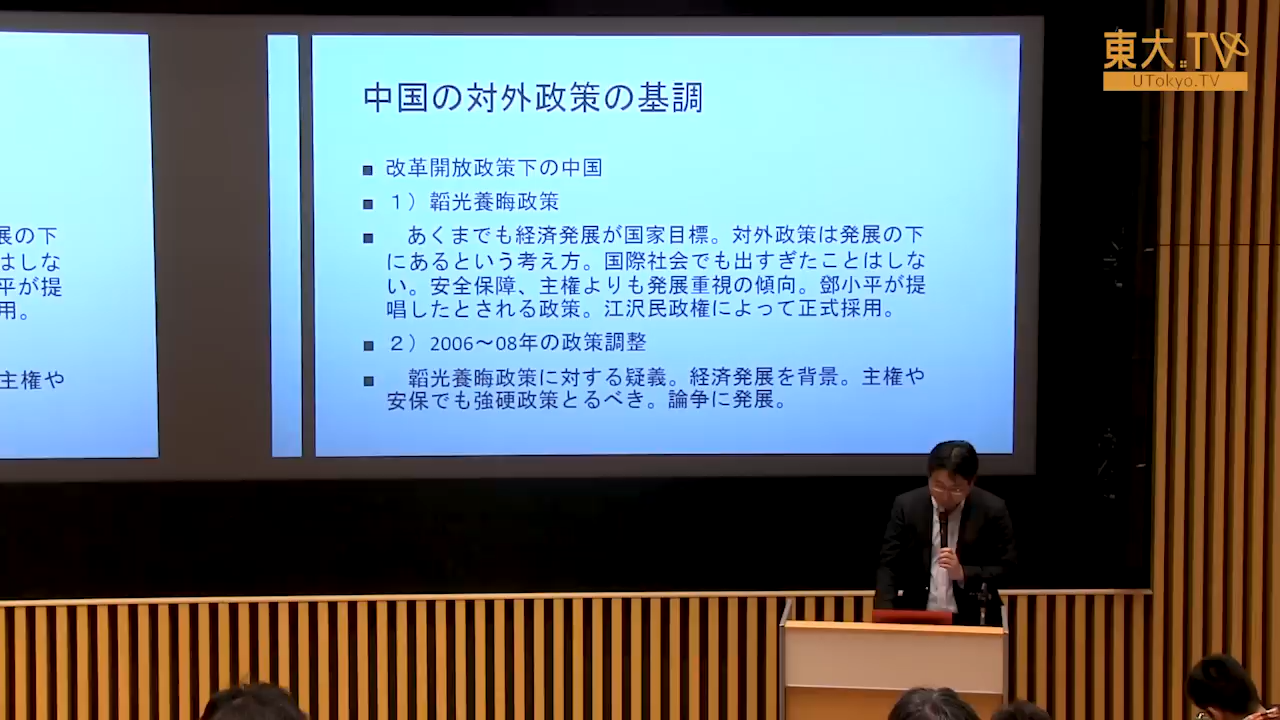 東大.TV
UTokyo.TV
展の下
はしな
平が提
用。
主権や
中国の対外政策の基調
■ 改革開放政策下の中国
■ １）韜光養晦政策
■ あくまでも経済発展が国家目標。対外政策は発展の下
にあるという考え方。国際社会でも出すぎたことはしな
い。安全保障、主権よりも発展重視の傾向。鄧小平が提
唱したとされる政策。江沢民政権によって正式採用。
■ ２）2006～08年の政策調整
■ 韜光養晦政策に対する疑義。経済発展を背景。主権や
安保でも強硬政策とるべき。論争に発展。